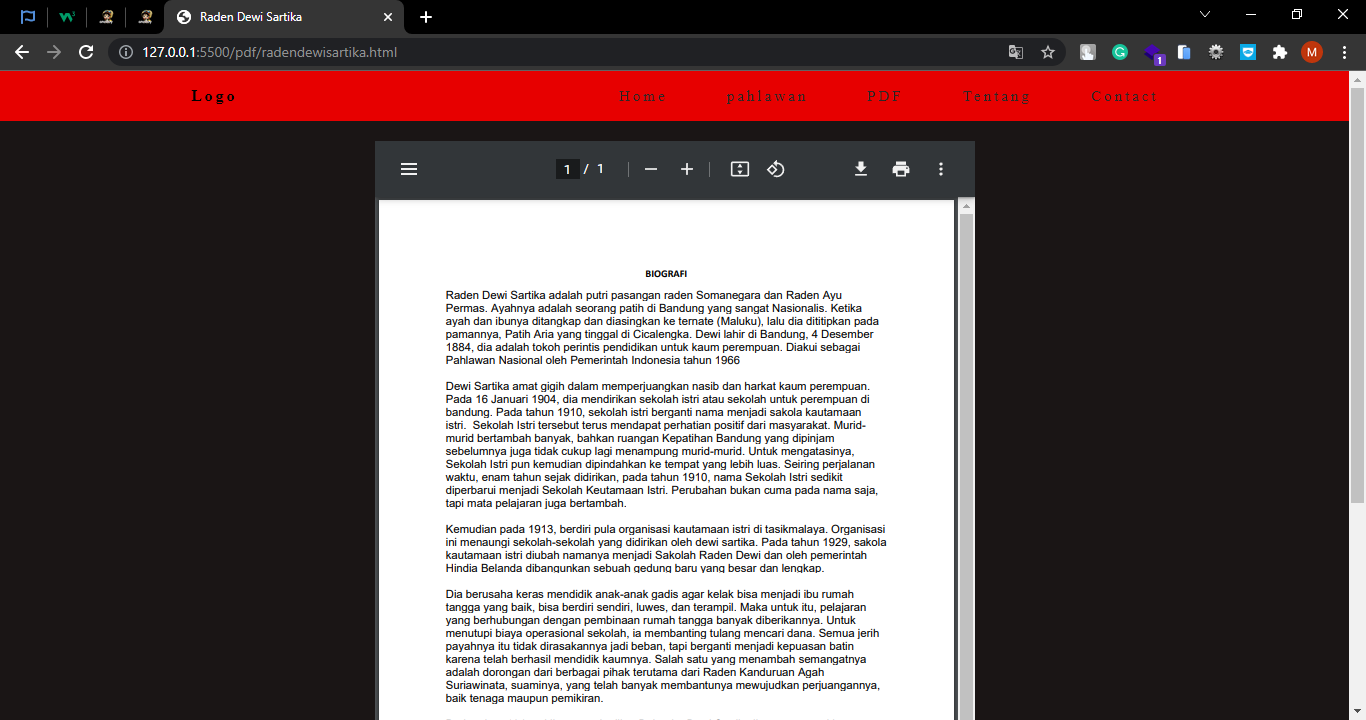 Raden Dewi Sartika
127.0.0.1:5500/pdf/radendewisartika.html
1
M
Logo Home pahlawan PDF Tentang Contact
1 / 1
BIOGRAFI
Raden Dewi Sartika adalah putri pasangan raden Somanegara dan Raden Ayu
Permas. Ayahnya adalah seorang patih di Bandung yang sangat Nasionalis. Ketika
ayah dan ibunya ditangkap dan diasingkan ke ternate (Maluku), lalu dia dititipkan pada
pamannya, Patih Aria yang tinggal di Cicalengka. Dewi lahir di Bandung, 4 Desember
1884, dia adalah tokoh perintis pendidikan untuk kaum perempuan. Diakui sebagai
Pahlawan Nasional oleh Pemerintah Indonesia tahun 1966
Dewi Sartika amat gigih dalam memperjuangkan nasib dan harkat kaum perempuan.
Pada 16 Januari 1904, dia mendirikan sekolah istri atau sekolah untuk perempuan di
bandung. Pada tahun 1910, sekolah istri berganti nama menjadi sakola kautamaan
istri. Sekolah Istri tersebut terus mendapat perhatian positif dari masyarakat. Murid-
murid bertambah banyak, bahkan ruangan Kepatihan Bandung yang dipinjam
sebelumnya juga tidak cukup lagi menampung murid-murid. Untuk mengatasinya,
Sekolah Istri pun kemudian dipindahkan ke tempat yang lebih luas. Seiring perjalanan
waktu, enam tahun sejak didirikan, pada tahun 1910, nama Sekolah Istri sedikit
diperbarui menjadi Sekolah Keutamaan Istri. Perubahan bukan cuma pada nama saja,
tapi mata pelajaran juga bertambah.
Kemudian pada 1913, berdiri pula organisasi kautamaan istri di tasikmalaya. Organisasi
ini menaungi sekolah-sekolah yang didirikan oleh dewi sartika. Pada tahun 1929, sakola
kautamaan istri diubah namanya menjadi Sakolah Raden Dewi dan oleh pemerintah
Hindia Belanda dibangunkan sebuah gedung baru yang besar dan lengkap.
Dia berusaha keras mendidik anak-anak gadis agar kelak bisa menjadi ibu rumah
tangga yang baik, bisa berdiri sendiri, luwes, dan terampil. Maka untuk itu, pelajaran
yang berhubungan dengan pembinaan rumah tangga banyak diberikannya. Untuk
menutupi biaya operasional sekolah, ia membanting tulang mencari dana. Semua jerih
payahnya itu tidak dirasakannya jadi beban, tapi berganti menjadi kepuasan batin
karena telah berhasil mendidik kaumnya. Salah satu yang menambah semangatnya
adalah dorongan dari berbagai pihak terutama dari Raden Kanduruan Agah
Suriawinata, suaminya, yang telah banyak membantunya mewujudkan perjuangannya,
baik tenaga maupun pemikiran.